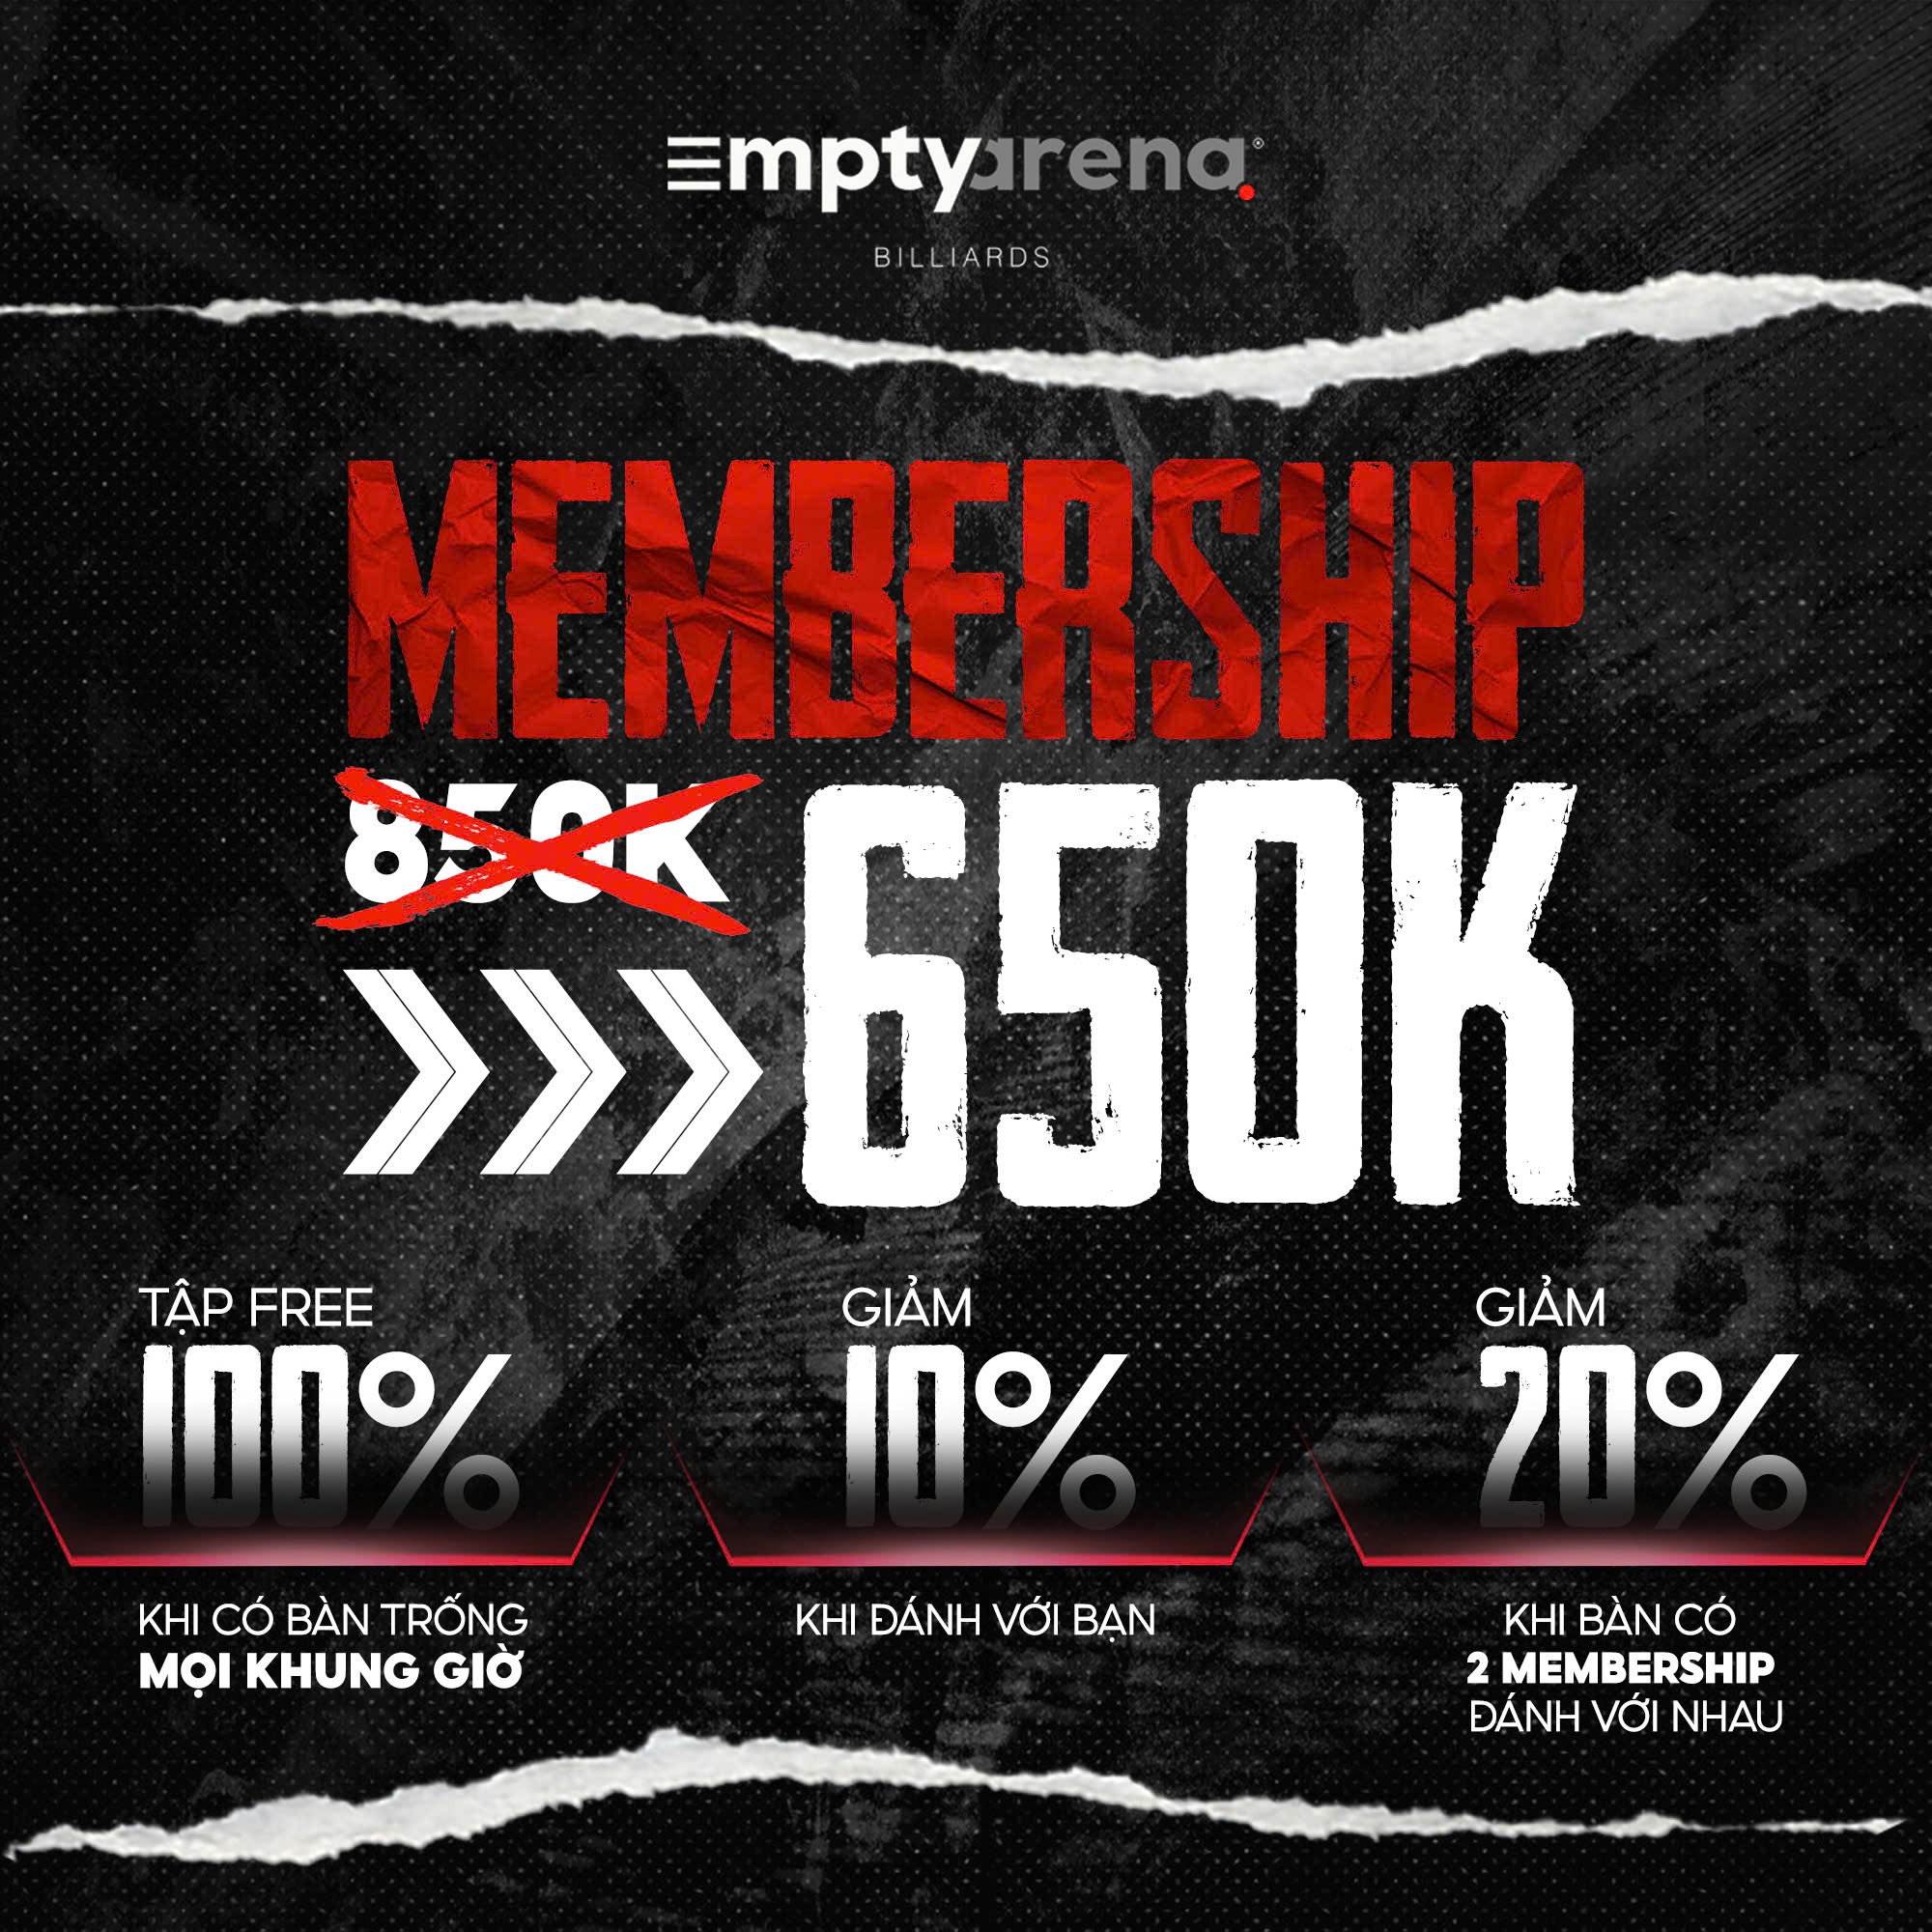 Emptyarena®
BILLIARDS
MEMBERSHIP
850K
650K
TẬP FREE
100%
KHI CÓ BÀN TRỐNG
MỌI KHUNG GIỜ
GIẢM
10%
KHI ĐÁNH VỚI BẠN
GIẢM
20%
KHI BÀN CÓ
2 MEMBERSHIP
ĐÁNH VỚI NHAU